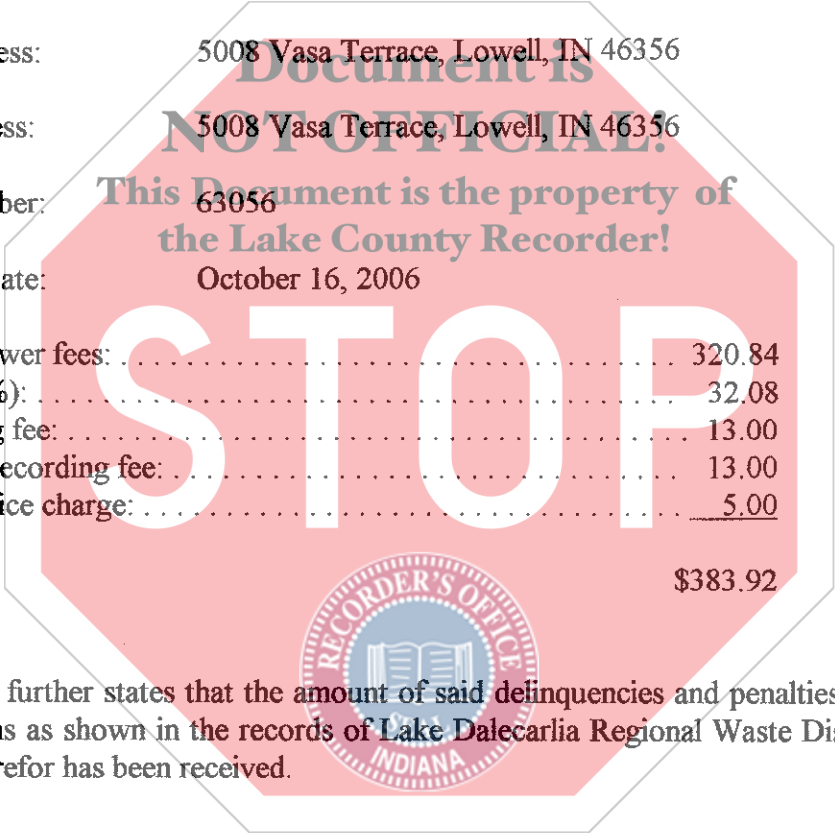 ess: 5008 Vasa Terrace, Lowell, IN 46356
Document is
ess: 5008 Vasa Terrace, Lowell, IN 46356
NOT OFFICIAL!
This Document is the property of
ber: 63056
the Lake County Recorder!
ate: October 16, 2006
STOP
wer fees: . . . . . . . . . . . . . . . . . . . . . . . . . . . . . . . . . . . . 320.84
%): . . . . . . . . . . . . . . . . . . . . . . . . . . . . . . . . . . . . . . . . . 32.08
g fee: . . . . . . . . . . . . . . . . . . . . . . . . . . . . . . . . . . . . . . . 13.00
ecording fee: . . . . . . . . . . . . . . . . . . . . . . . . . . . . . . . . 13.00
ice charge: . . . . . . . . . . . . . . . . . . . . . . . . . . . . . . . . . . 5.00
$383.92
RECORDER'S OFFICE
SEAL
INDIANA
further states that the amount of said delinquencies and penalties
ns as shown in the records of Lake Dalecarlia Regional Waste Dis
refor has been received.